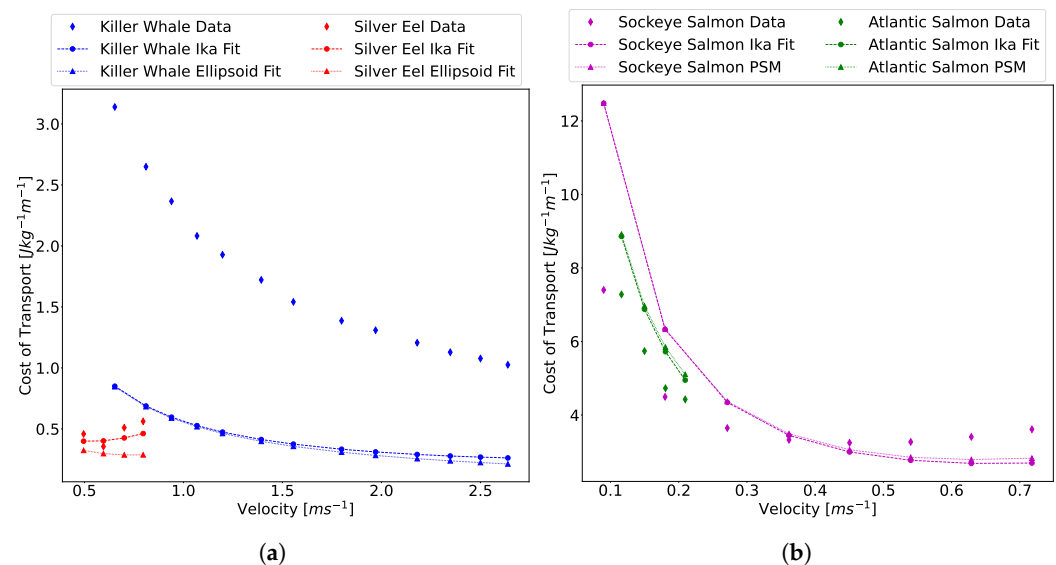 Killer Whale Data
Killer Whale Ika Fit
Killer Whale Ellipsoid Fit
Silver Eel Data
Silver Eel Ika Fit
Silver Eel Ellipsoid Fit
Cost of Transport [Jkg⁻¹m⁻¹]
3.0
2.5
2.0
1.5
1.0
0.5
0.5 1.0 1.5 2.0 2.5
Velocity [ms⁻¹]
(a)
Sockeye Salmon Data
Sockeye Salmon Ika Fit
Sockeye Salmon PSM
Atlantic Salmon Data
Atlantic Salmon Ika Fit
Atlantic Salmon PSM
Cost of Transport [Jkg⁻¹m⁻¹]
12
10
8
6
4
0.1 0.2 0.3 0.4 0.5 0.6 0.7
Velocity [ms⁻¹]
(b)